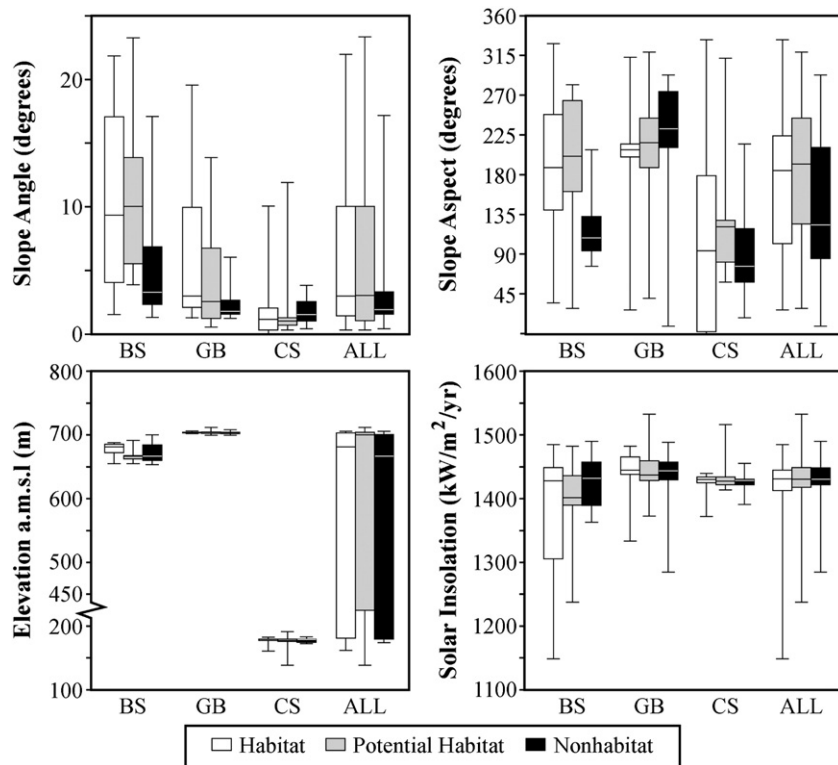 Slope Angle (degrees)
20
10
0
BS GB CS ALL
Slope Aspect (degrees)
360
315
270
225
180
135
90
45
BS GB CS ALL
Elevation a.m.s.l (m)
800
700
600
500
450
200
100
BS GB CS ALL
Solar Insolation (kW/m²/yr)
1600
1500
1400
1300
1200
1100
BS GB CS ALL
Habitat Potential Habitat Nonhabitat